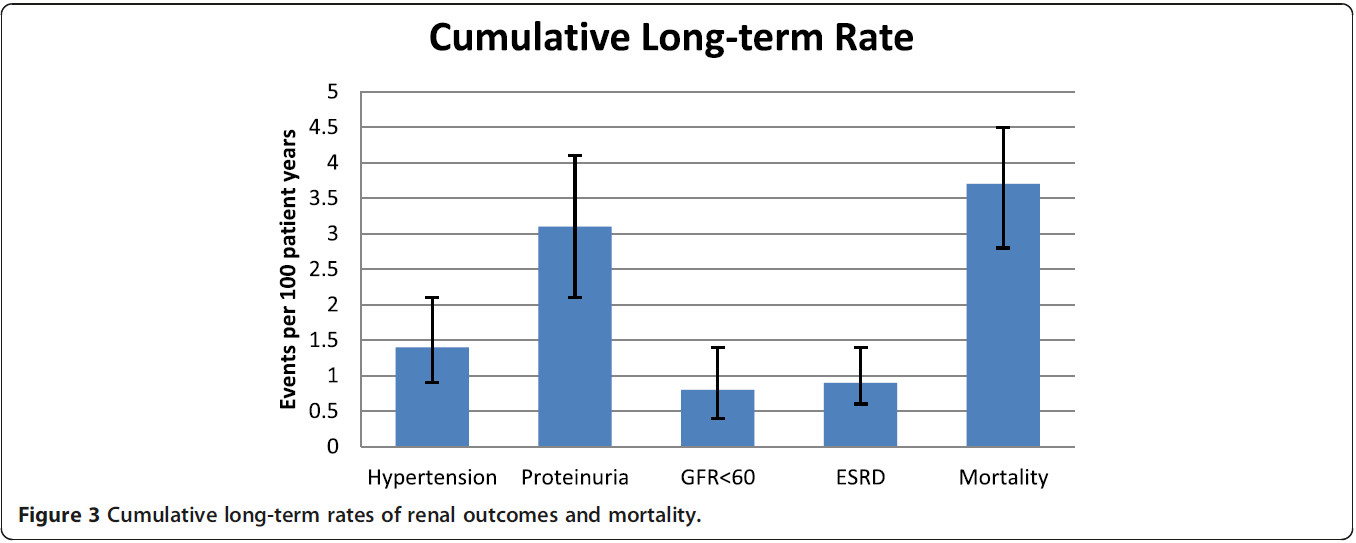 Cumulative Long-term Rate
Events per 100 patient years
5
4.5
4
3.5
3
2.5
2
1.5
1
0.5
0
Hypertension Proteinuria GFR<60 ESRD Mortality
Figure 3 Cumulative long-term rates of renal outcomes and mortality.